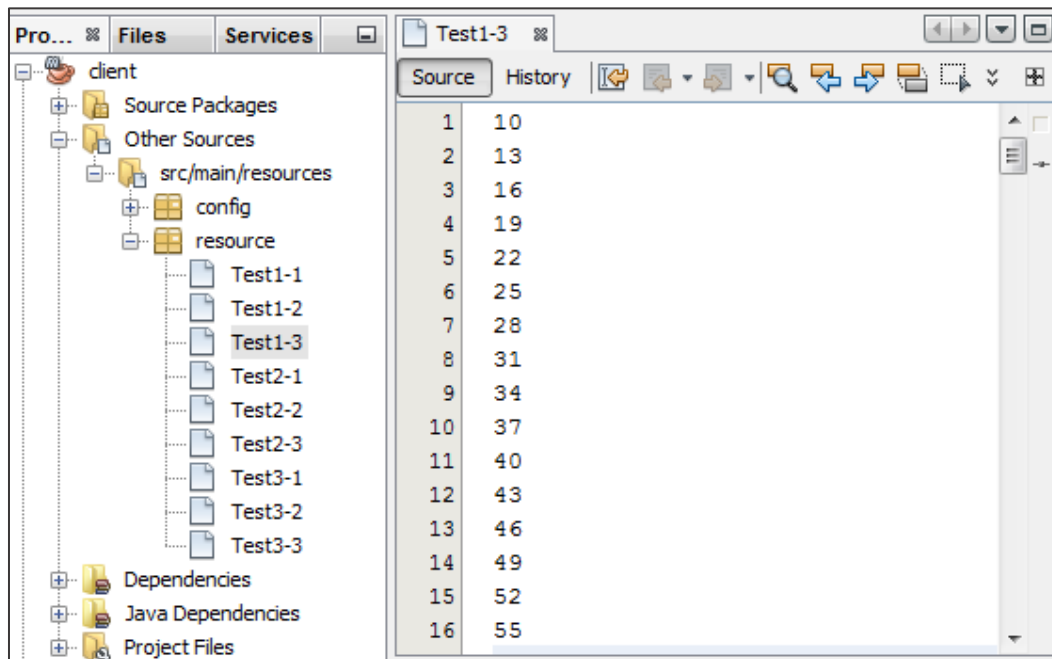 Pro... Files Services
client
Source Packages
Other Sources
src/main/resources
config
resource
Test1-1
Test1-2
Test1-3
Test2-1
Test2-2
Test2-3
Test3-1
Test3-2
Test3-3
Dependencies
Java Dependencies
Project Files
Test1-3
Source History
1 10
2 13
3 16
4 19
5 22
6 25
7 28
8 31
9 34
10 37
11 40
12 43
13 46
14 49
15 52
16 55